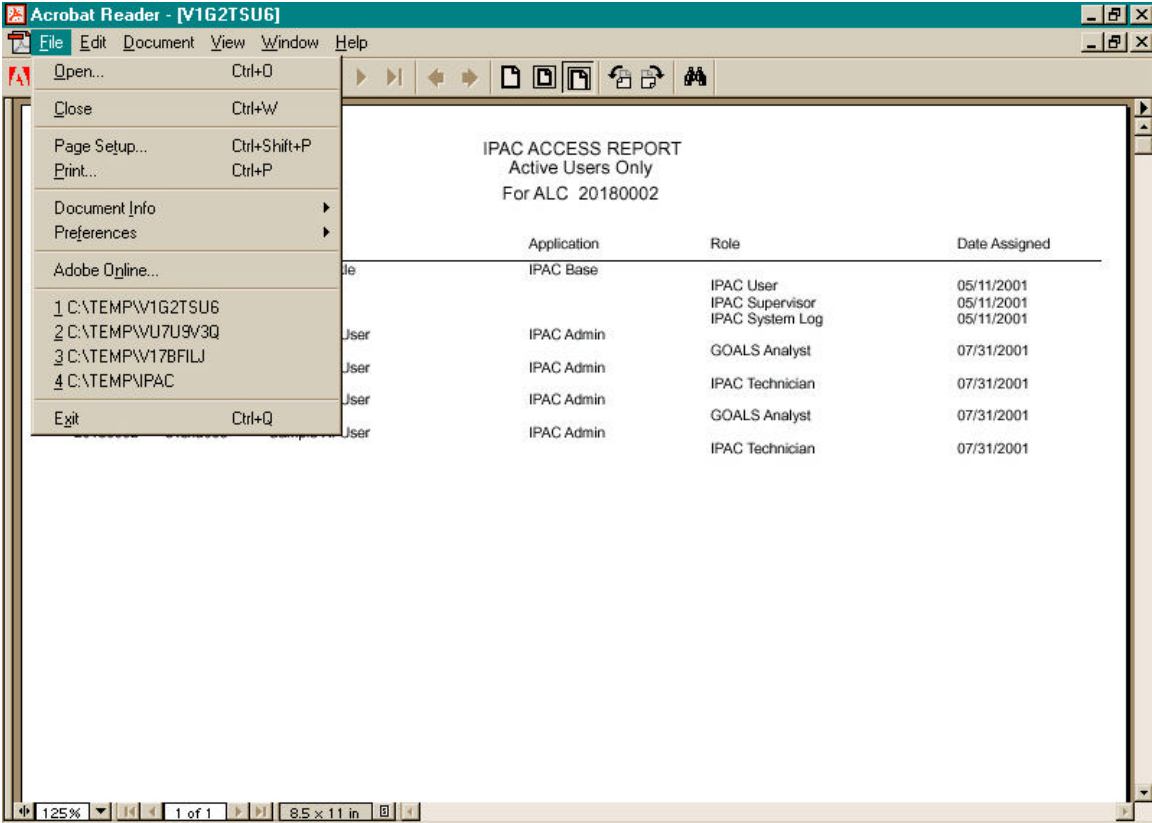 Acrobat Reader - [V1G2TSU6]
File Edit Document View Window Help
Open... Ctrl+O
Close Ctrl+W
Page Setup... Ctrl+Shift+P
Print... Ctrl+P
Document Info
Preferences
Adobe Online...
1 C:\TEMP\V1G2TSU6
2 C:\TEMP\VU7U9V3Q
3 C:\TEMP\V17BFILJ
4 C:\TEMP\IPAC
Exit Ctrl+Q
IPAC ACCESS REPORT
Active Users Only
For ALC 20180002
Application Role Date Assigned
IPAC Base
IPAC User 05/11/2001
IPAC Supervisor 05/11/2001
IPAC System Log 05/11/2001
User IPAC Admin
GOALS Analyst 07/31/2001
User IPAC Admin
IPAC Technician 07/31/2001
User IPAC Admin
GOALS Analyst 07/31/2001
User IPAC Admin
IPAC Technician 07/31/2001
125% 1 of 1 8.5 x 11 in